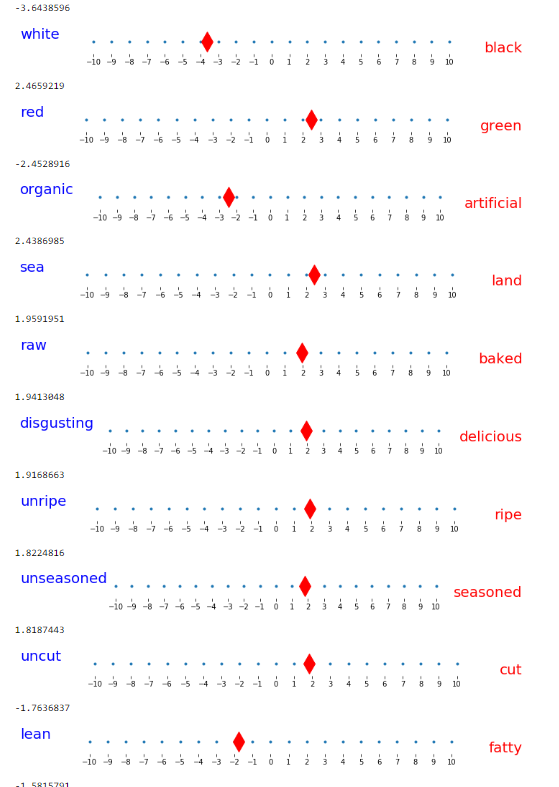 -3.6438596
white
black
−10 −9 −8 −7 −6 −5 −4 −3 −2 −1 0 1 2 3 4 5 6 7 8 9 10
2.4659219
red
green
−10 −9 −8 −7 −6 −5 −4 −3 −2 −1 0 1 2 3 4 5 6 7 8 9 10
-2.4528916
organic
artificial
−10 −9 −8 −7 −6 −5 −4 −3 −2 −1 0 1 2 3 4 5 6 7 8 9 10
2.4386985
sea
land
−10 −9 −8 −7 −6 −5 −4 −3 −2 −1 0 1 2 3 4 5 6 7 8 9 10
1.9591951
raw
baked
−10 −9 −8 −7 −6 −5 −4 −3 −2 −1 0 1 2 3 4 5 6 7 8 9 10
1.9413048
disgusting
delicious
−10 −9 −8 −7 −6 −5 −4 −3 −2 −1 0 1 2 3 4 5 6 7 8 9 10
1.9168663
unripe
ripe
−10 −9 −8 −7 −6 −5 −4 −3 −2 −1 0 1 2 3 4 5 6 7 8 9 10
1.8224816
unseasoned
seasoned
−10 −9 −8 −7 −6 −5 −4 −3 −2 −1 0 1 2 3 4 5 6 7 8 9 10
1.8187443
uncut
cut
−10 −9 −8 −7 −6 −5 −4 −3 −2 −1 0 1 2 3 4 5 6 7 8 9 10
-1.7636837
lean
fatty
−10 −9 −8 −7 −6 −5 −4 −3 −2 −1 0 1 2 3 4 5 6 7 8 9 10
-1.5815791